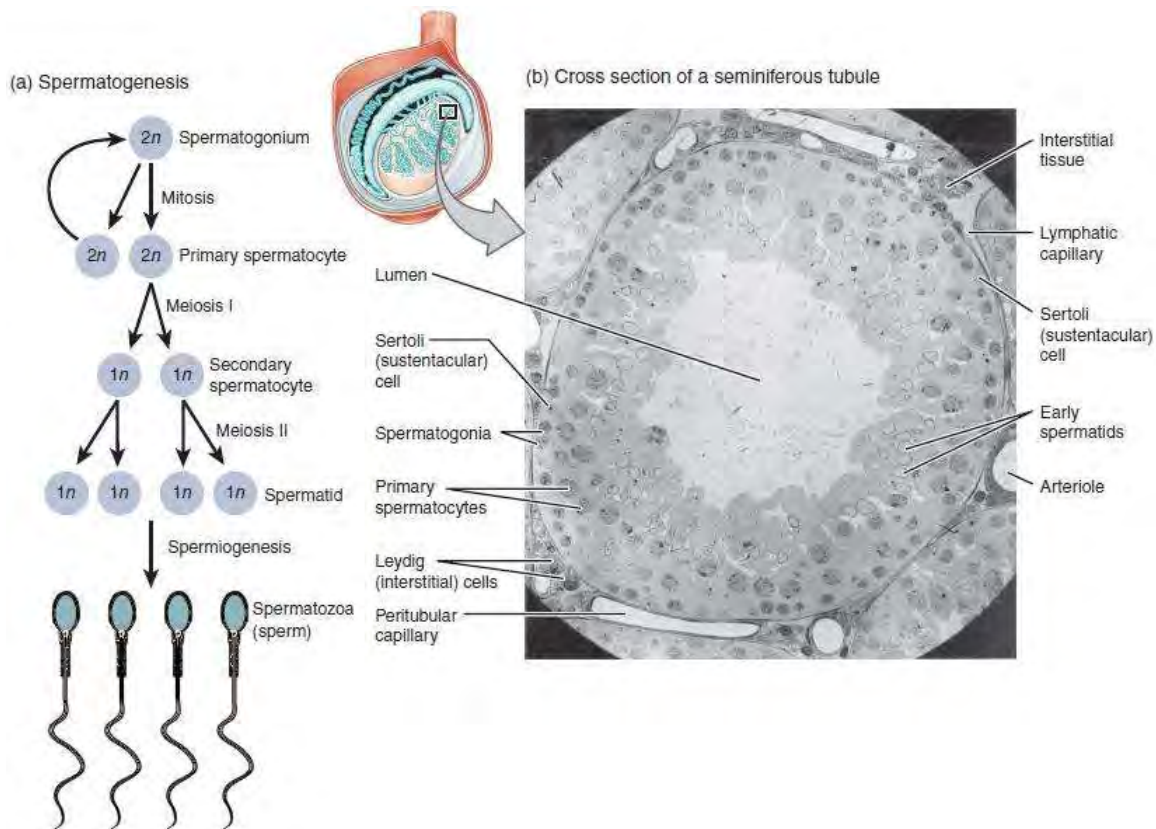 (a) Spermatogenesis
2n
Spermatogonium
Mitosis
2n
2n
Primary spermatocyte
Meiosis I
1n
1n
Secondary
spermatocyte
Meiosis II
1n
1n
1n
1n
Spermatid
Spermiogenesis
Spermatozoa
(sperm)
(b) Cross section of a seminiferous tubule
Lumen
Sertoli
(sustentacular)
cell
Spermatogonia
Primary
spermatocytes
Leydig
(interstitial) cells
Peritubular
capillary
Interstitial
tissue
Lymphatic
capillary
Sertoli
(sustentacular)
cell
Early
spermatids
Arteriole